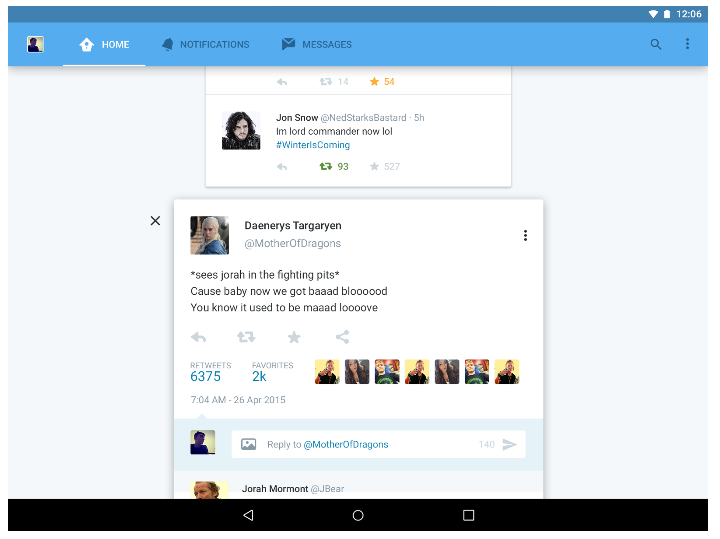 12:06
HOME
NOTIFICATIONS
MESSAGES
14
54
Jon Snow @NedStarksBastard · 5h
Im lord commander now lol
#WinterIsComing
93
527
Daenerys Targaryen
@MotherOfDragons
*sees jorah in the fighting pits*
Cause baby now we got baaad bloooood
You know it used to be maaad loooove
RETWEETS
FAVORITES
6375
2k
7:04 AM - 26 Apr 2015
Reply to @MotherOfDragons
140
Jorah Mormont @JBear